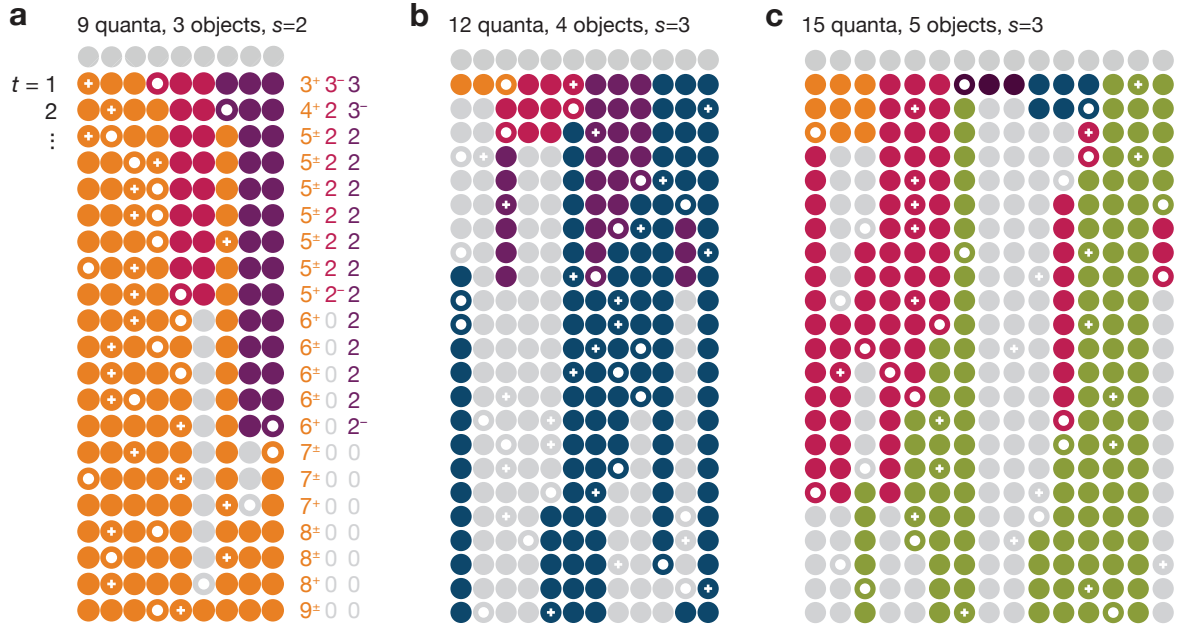 a
9 quanta, 3 objects, s=2
t = 1
3⁺ 3⁻ 3
2
4⁺ 2 3⁻
⋮
5± 2 2
5± 2 2
5± 2 2
5± 2 2
5± 2 2
5± 2 2
5⁺ 2⁻ 2
6⁺ 0 2
6± 0 2
6± 0 2
6± 0 2
6⁺ 0 2⁻
7± 0 0
7± 0 0
7⁺ 0 0
8± 0 0
8± 0 0
8⁺ 0 0
9± 0 0
b
12 quanta, 4 objects, s=3
c
15 quanta, 5 objects, s=3